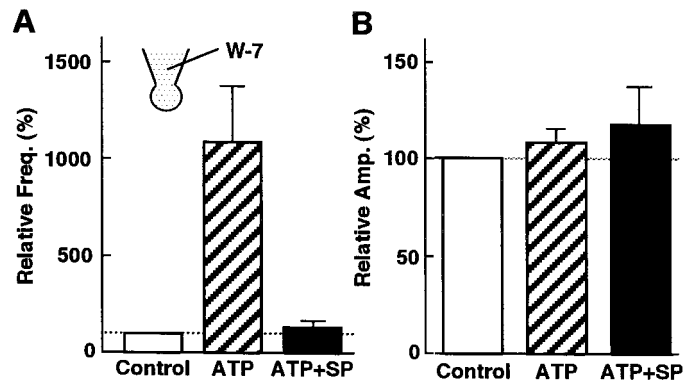 A
W-7
Relative Freq. (%)
1500
1000
500
0
Control ATP ATP+SP
B
Relative Amp. (%)
150
100
50
0
Control ATP ATP+SP